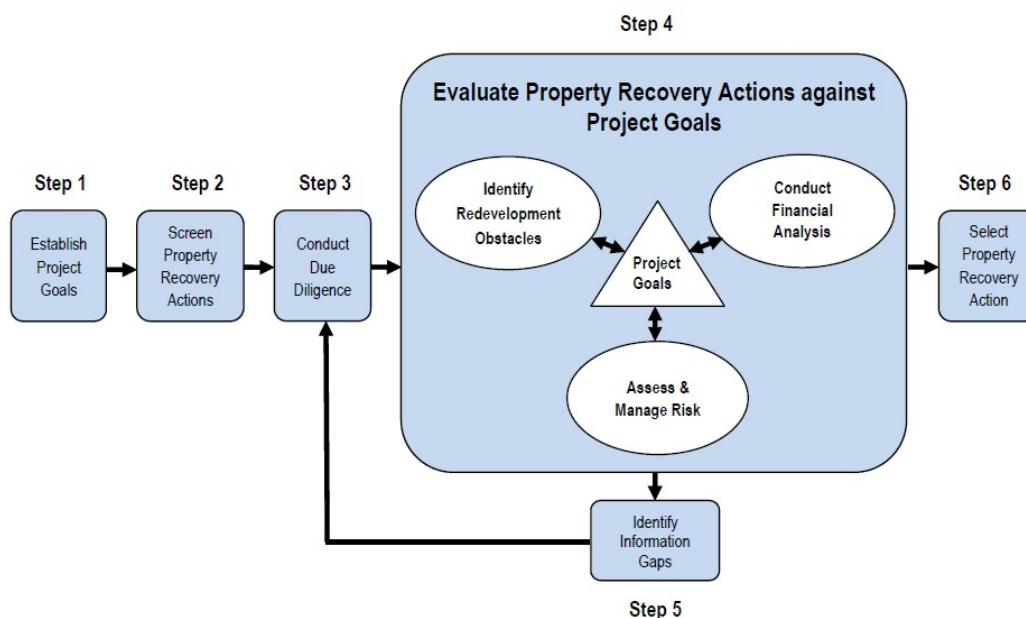 Step 4
Evaluate Property Recovery Actions against
Project Goals
Step 1
Establish
Project
Goals
Step 2
Screen
Property
Recovery
Actions
Step 3
Conduct
Due
Diligence
Identify
Redevelopment
Obstacles
Conduct
Financial
Analysis
Project
Goals
Assess &
Manage Risk
Step 6
Select
Property
Recovery
Action
Identify
Information
Gaps
Step 5